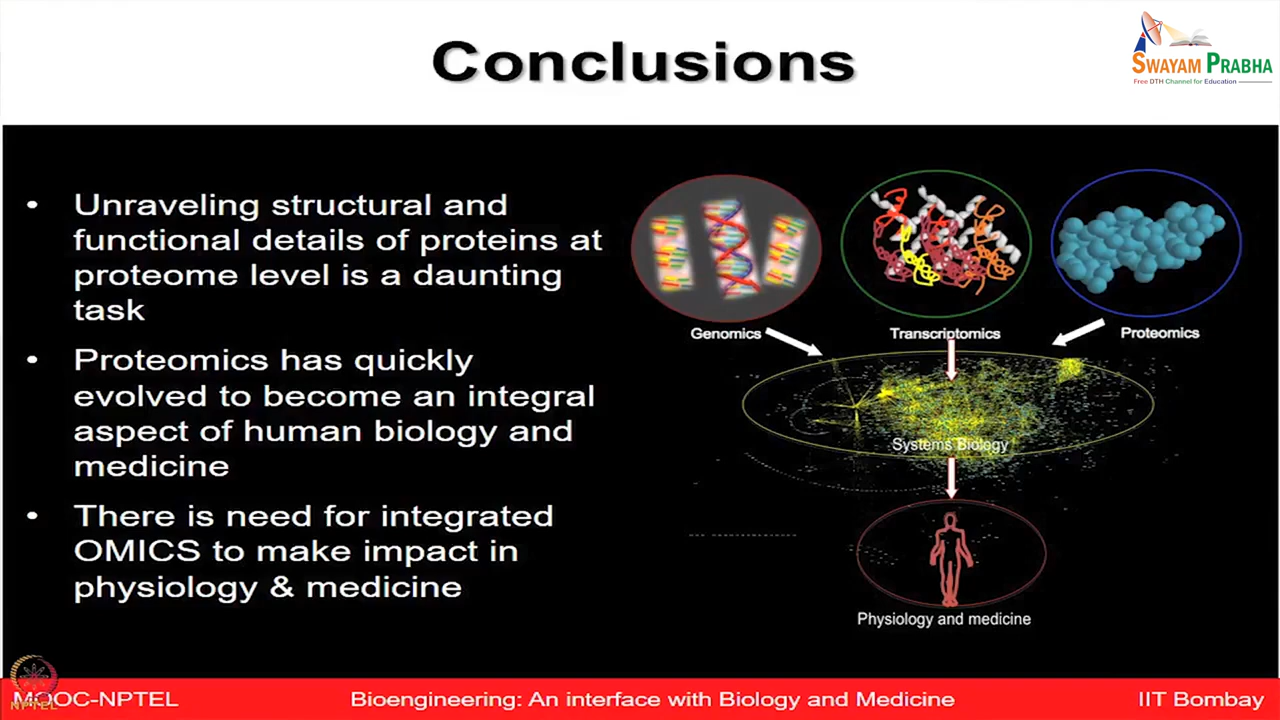 Conclusions
SWAYAM PRABHA
Free DTH Channel for Education
• Unraveling structural and
functional details of proteins at
proteome level is a daunting
task
• Proteomics has quickly
evolved to become an integral
aspect of human biology and
medicine
• There is need for integrated
OMICS to make impact in
physiology & medicine
Genomics
Transcriptomics
Proteomics
Systems Biology
Physiology and medicine
NPTEL
MOOC-NPTEL
Bioengineering: An interface with Biology and Medicine
IIT Bombay